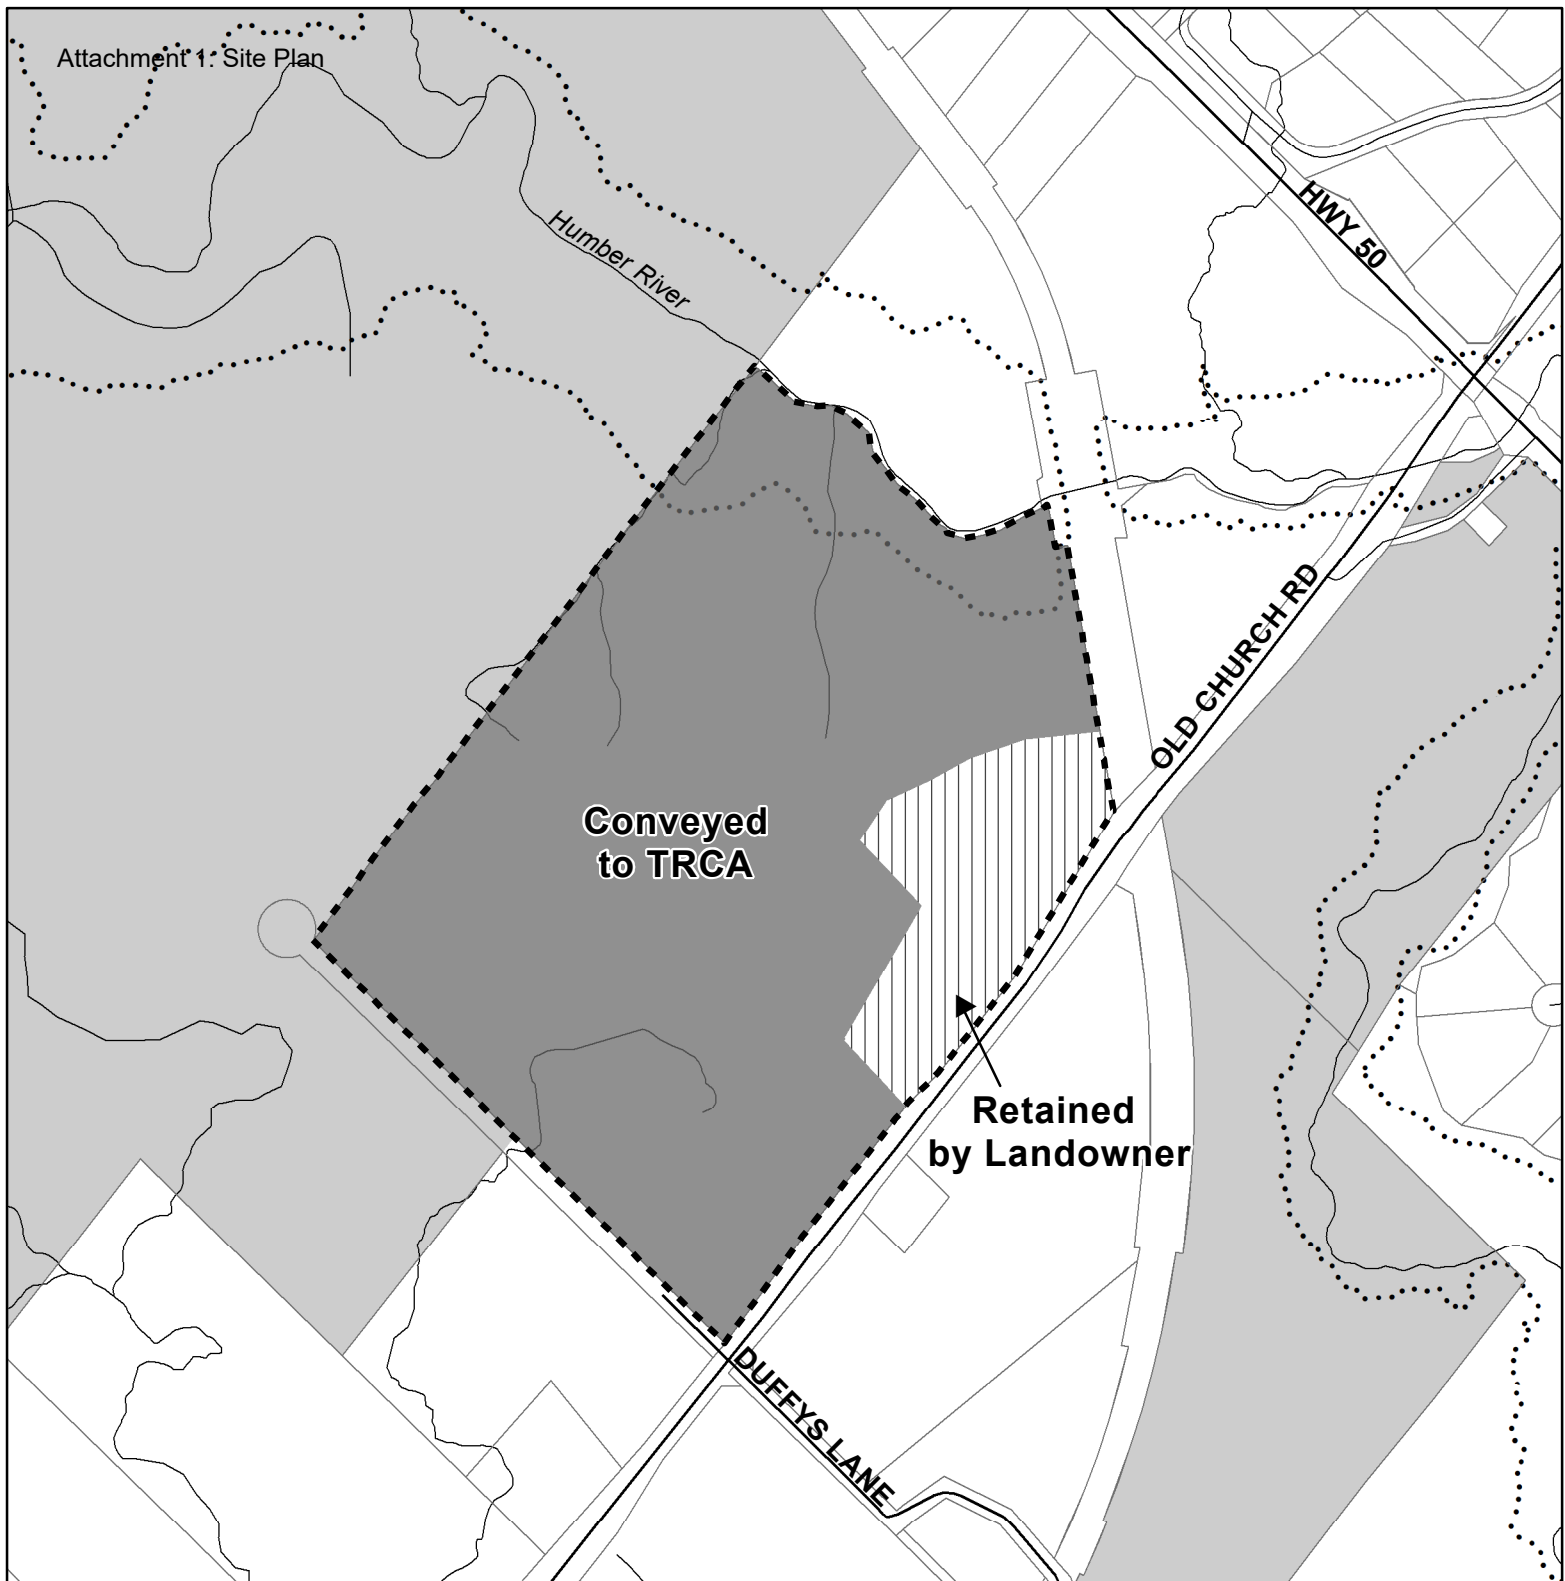 Attachment 1: Site Plan
Humber River
HWY 50
OLD CHURCH RD
Conveyed
to TRCA
Retained
by Landowner
DUFFYS LANE